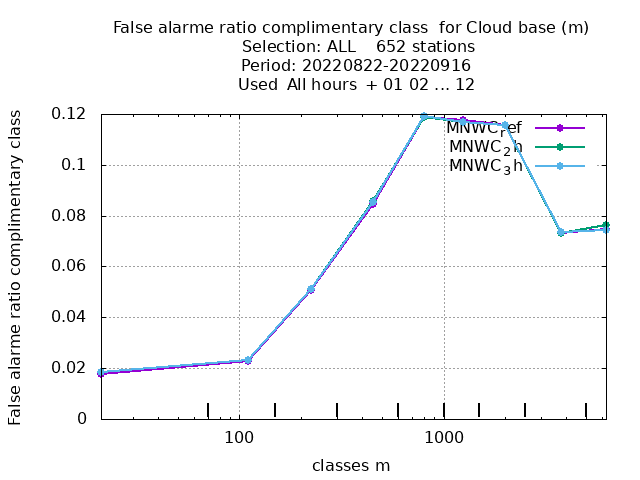 False alarme ratio complimentary class for Cloud base (m)
Selection: ALL 652 stations
Period: 20220822-20220916
Used All hours + 01 02 ... 12
False alarme ratio complimentary class
0.12
0.1
0.08
0.06
0.04
0.02
0
MNWC_ref
MNWC_2h
MNWC_3h
100
1000
classes m